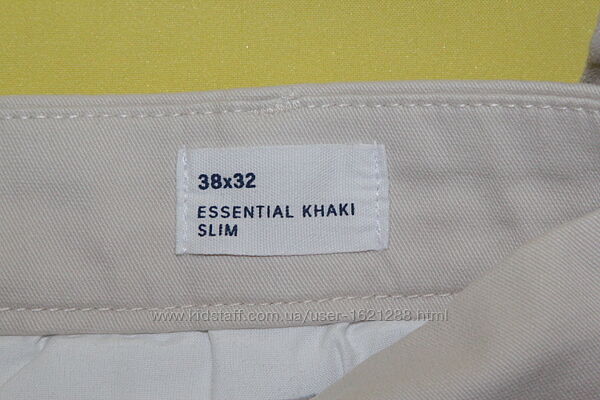 38x32
ESSENTIAL KHAKI
SLIM
www.kidstaff.com.ua/user-1621288.html